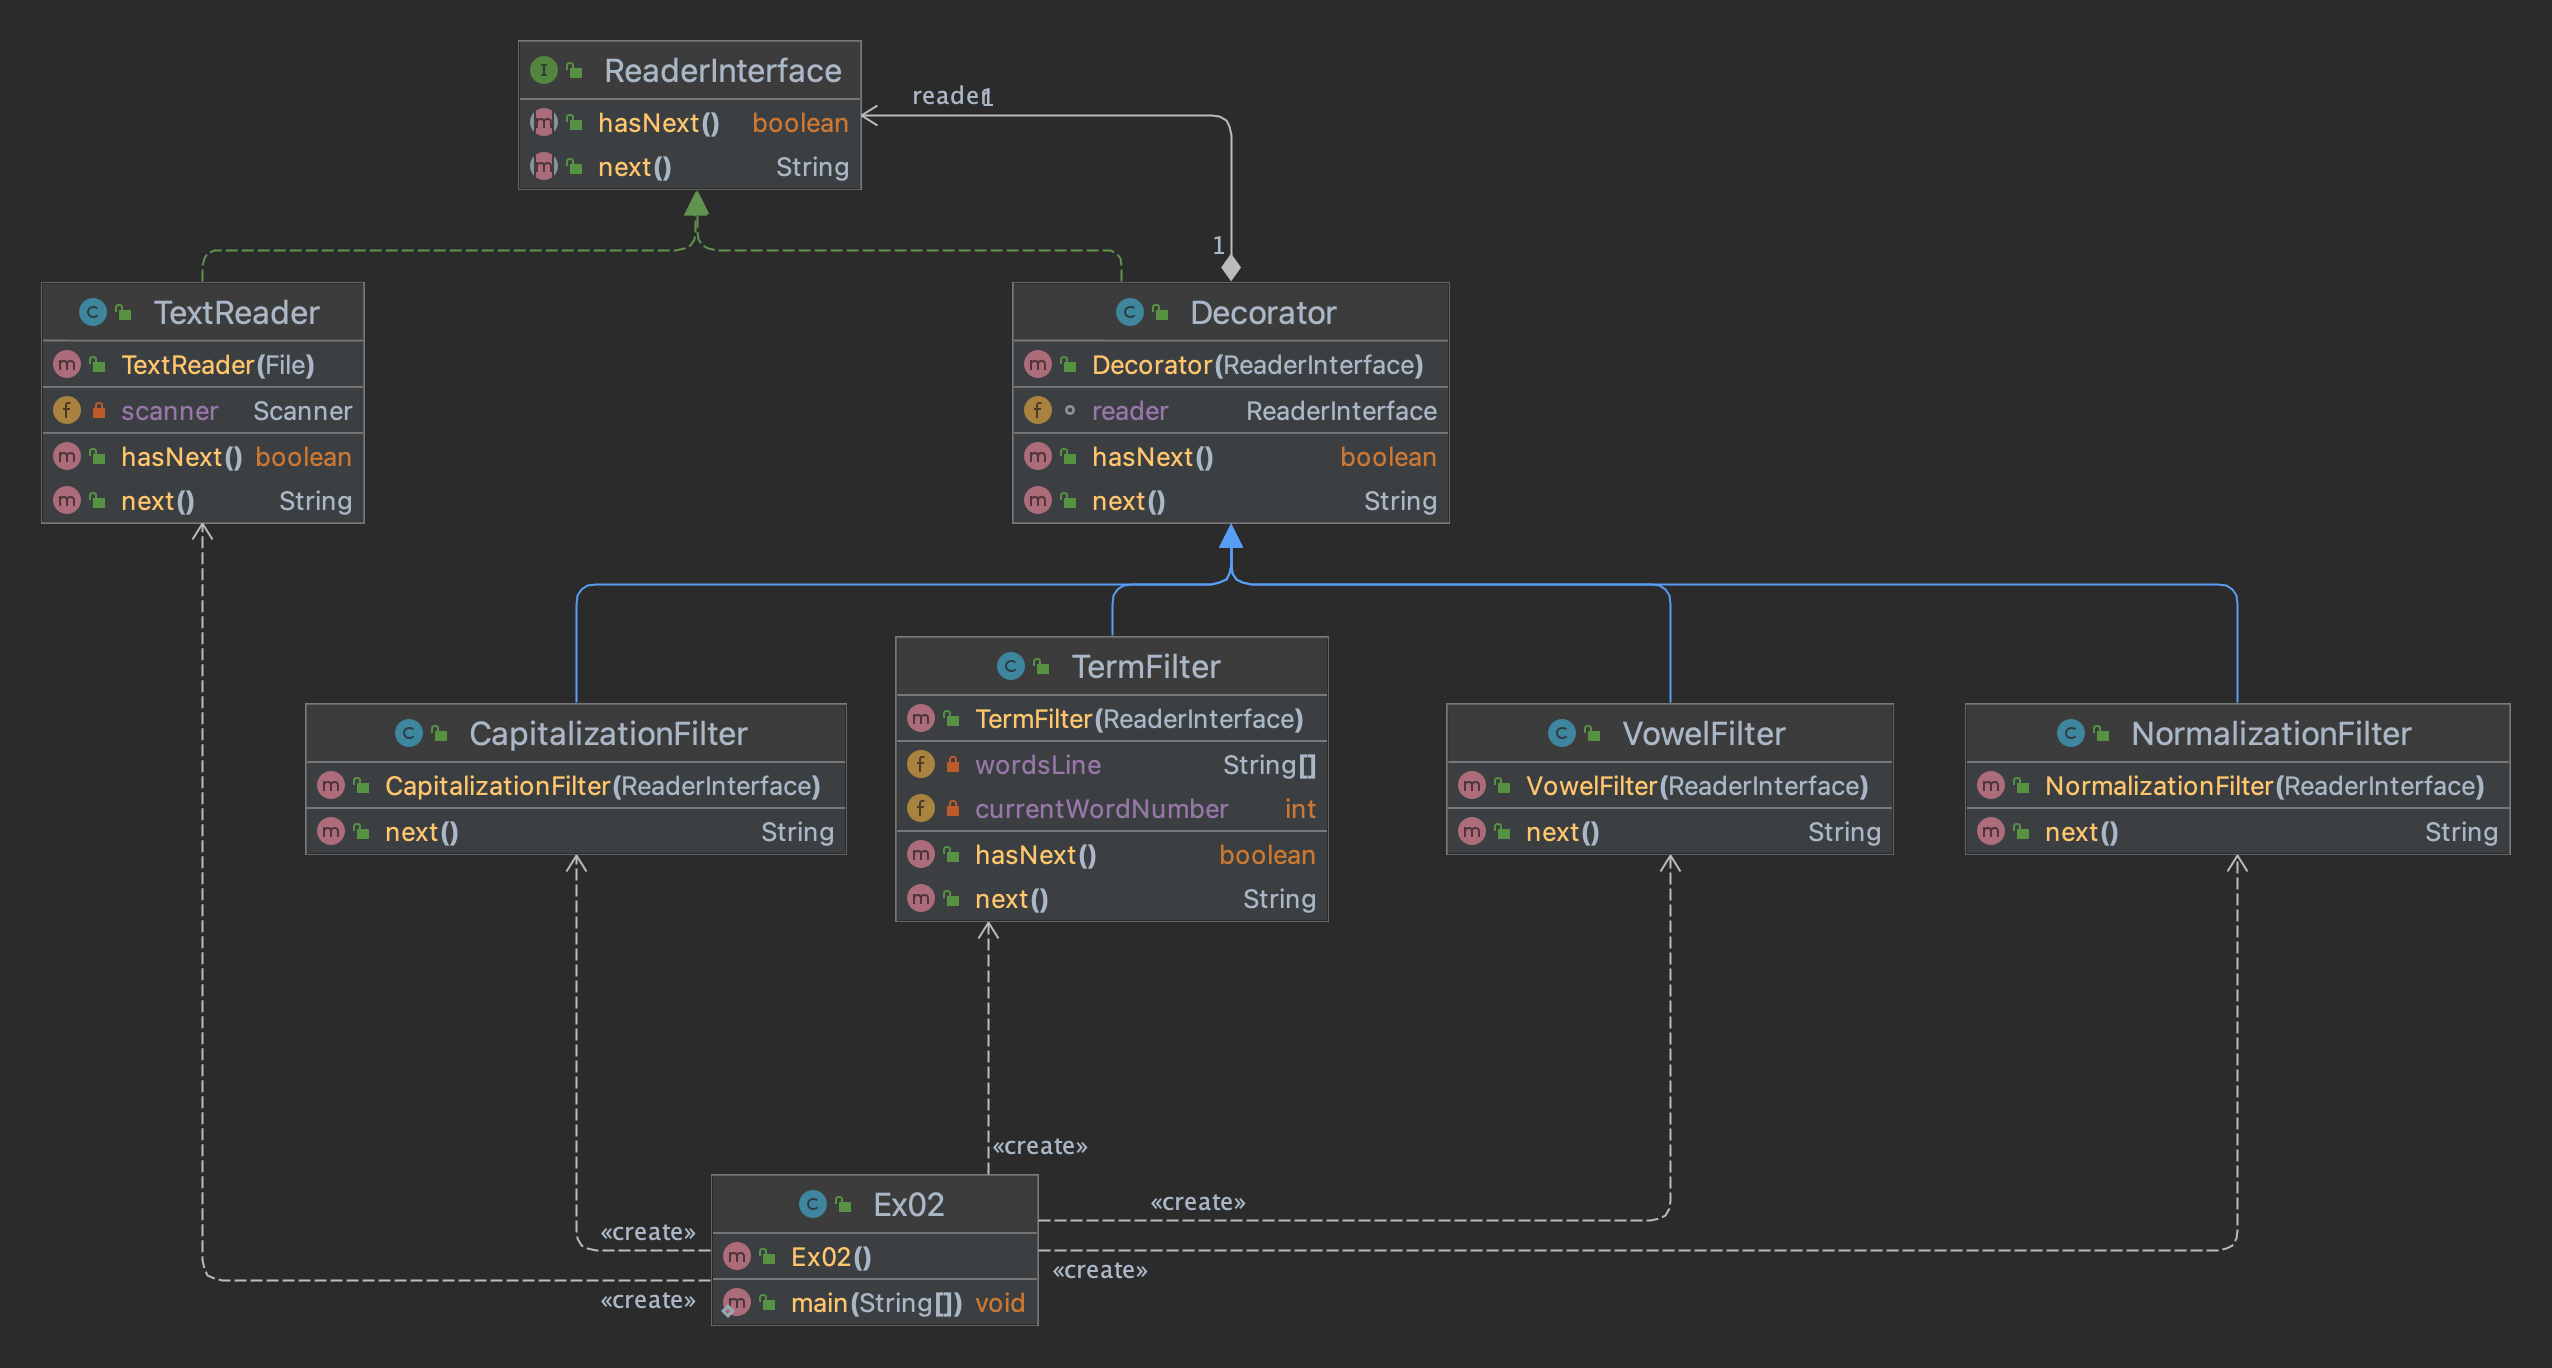 ReaderInterface
hasNext() boolean
next() String
reader 1
1
TextReader
TextReader(File)
scanner Scanner
hasNext() boolean
next() String
Decorator
Decorator(ReaderInterface)
reader ReaderInterface
hasNext() boolean
next() String
CapitalizationFilter
CapitalizationFilter(ReaderInterface)
next() String
TermFilter
TermFilter(ReaderInterface)
wordsLine String[]
currentWordNumber int
hasNext() boolean
next() String
VowelFilter
VowelFilter(ReaderInterface)
next() String
NormalizationFilter
NormalizationFilter(ReaderInterface)
next() String
«create»
«create»
«create»
«create»
«create»
Ex02
Ex02()
main(String[]) void